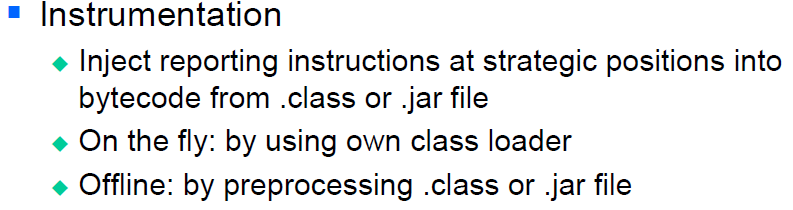 Instrumentation
Inject reporting instructions at strategic positions into
bytecode from .class or .jar file
On the fly: by using own class loader
Offline: by preprocessing .class or .jar file